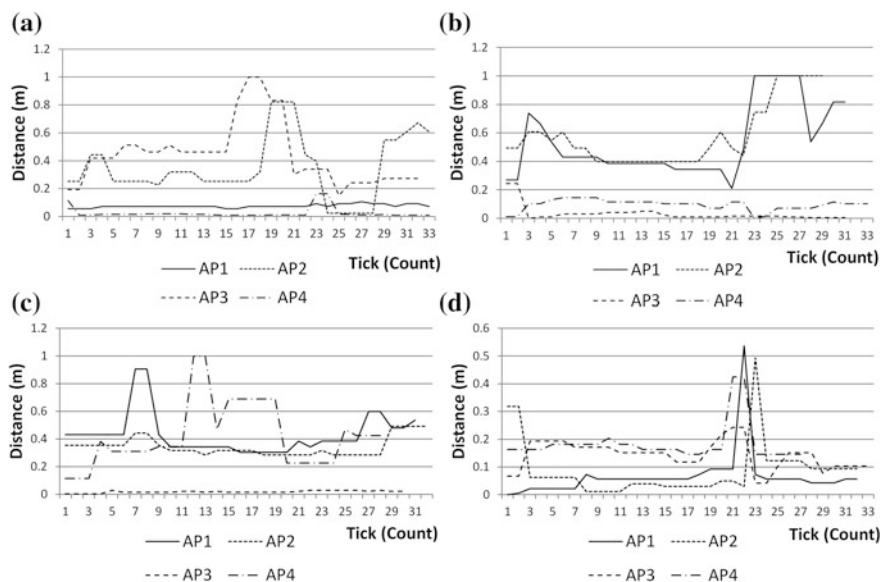 (a)
1.2
1
0.8
0.6
0.4
0.2
0
Distance (m)
1 3 5 7 9 11 13 15 17 19 21 23 25 27 29 31 33
Tick (Count)
AP1 AP2
AP3 AP4
(b)
1.2
1
0.8
0.6
0.4
0.2
0
Distance (m)
1 3 5 7 9 11 13 15 17 19 21 23 25 27 29 31 33
Tick (Count)
AP1 AP2
AP3 AP4
(c)
1.2
1
0.8
0.6
0.4
0.2
0
Distance (m)
1 3 5 7 9 11 13 15 17 19 21 23 25 27 29 31
Tick (Count)
AP1 AP2
AP3 AP4
(d)
0.6
0.5
0.4
0.3
0.2
0.1
0
Distance (m)
1 3 5 7 9 11 13 15 17 19 21 23 25 27 29 31 33
Tick (Count)
AP1 AP2
AP3 AP4